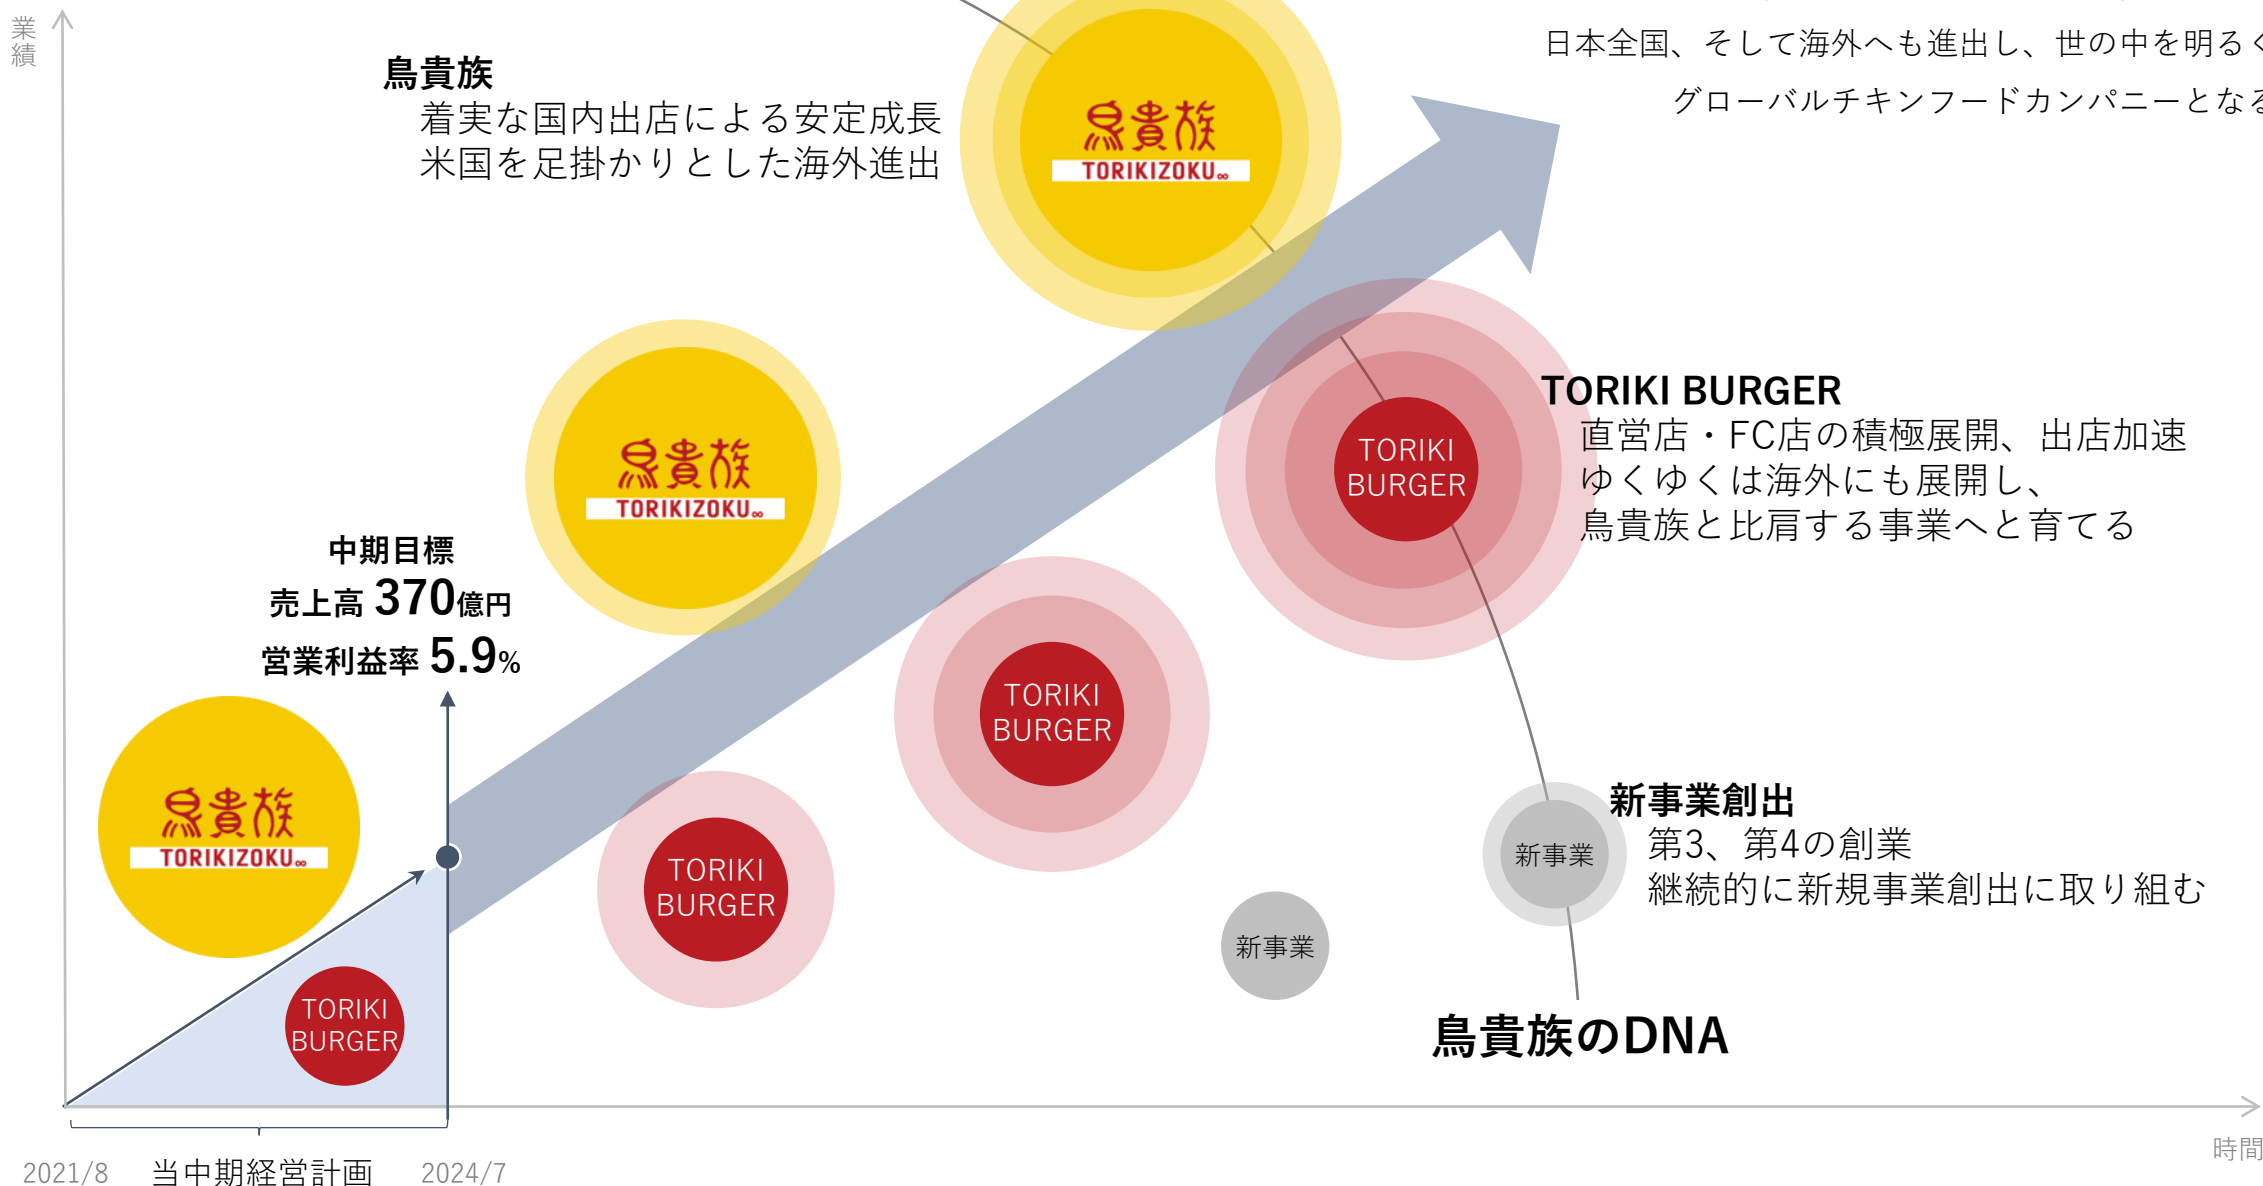 業績
日本全国、そして海外へも進出し、世の中を明るく
グローバルチキンフードカンパニーとなる
鳥貴族
着実な国内出店による安定成長
米国を足掛かりとした海外進出
鳥貴族
TORIKIZOKU∞
TORIKI BURGER
直営店・FC店の積極展開、出店加速
ゆくゆくは海外にも展開し、
鳥貴族と比肩する事業へと育てる
TORIKI
BURGER
鳥貴族
TORIKIZOKU∞
中期目標
売上高 370億円
営業利益率 5.9%
TORIKI
BURGER
鳥貴族
TORIKIZOKU∞
TORIKI
BURGER
新事業創出
第3、第4の創業
継続的に新規事業創出に取り組む
新事業
新事業
TORIKI
BURGER
鳥貴族のDNA
時間
2021/8
当中期経営計画
2024/7